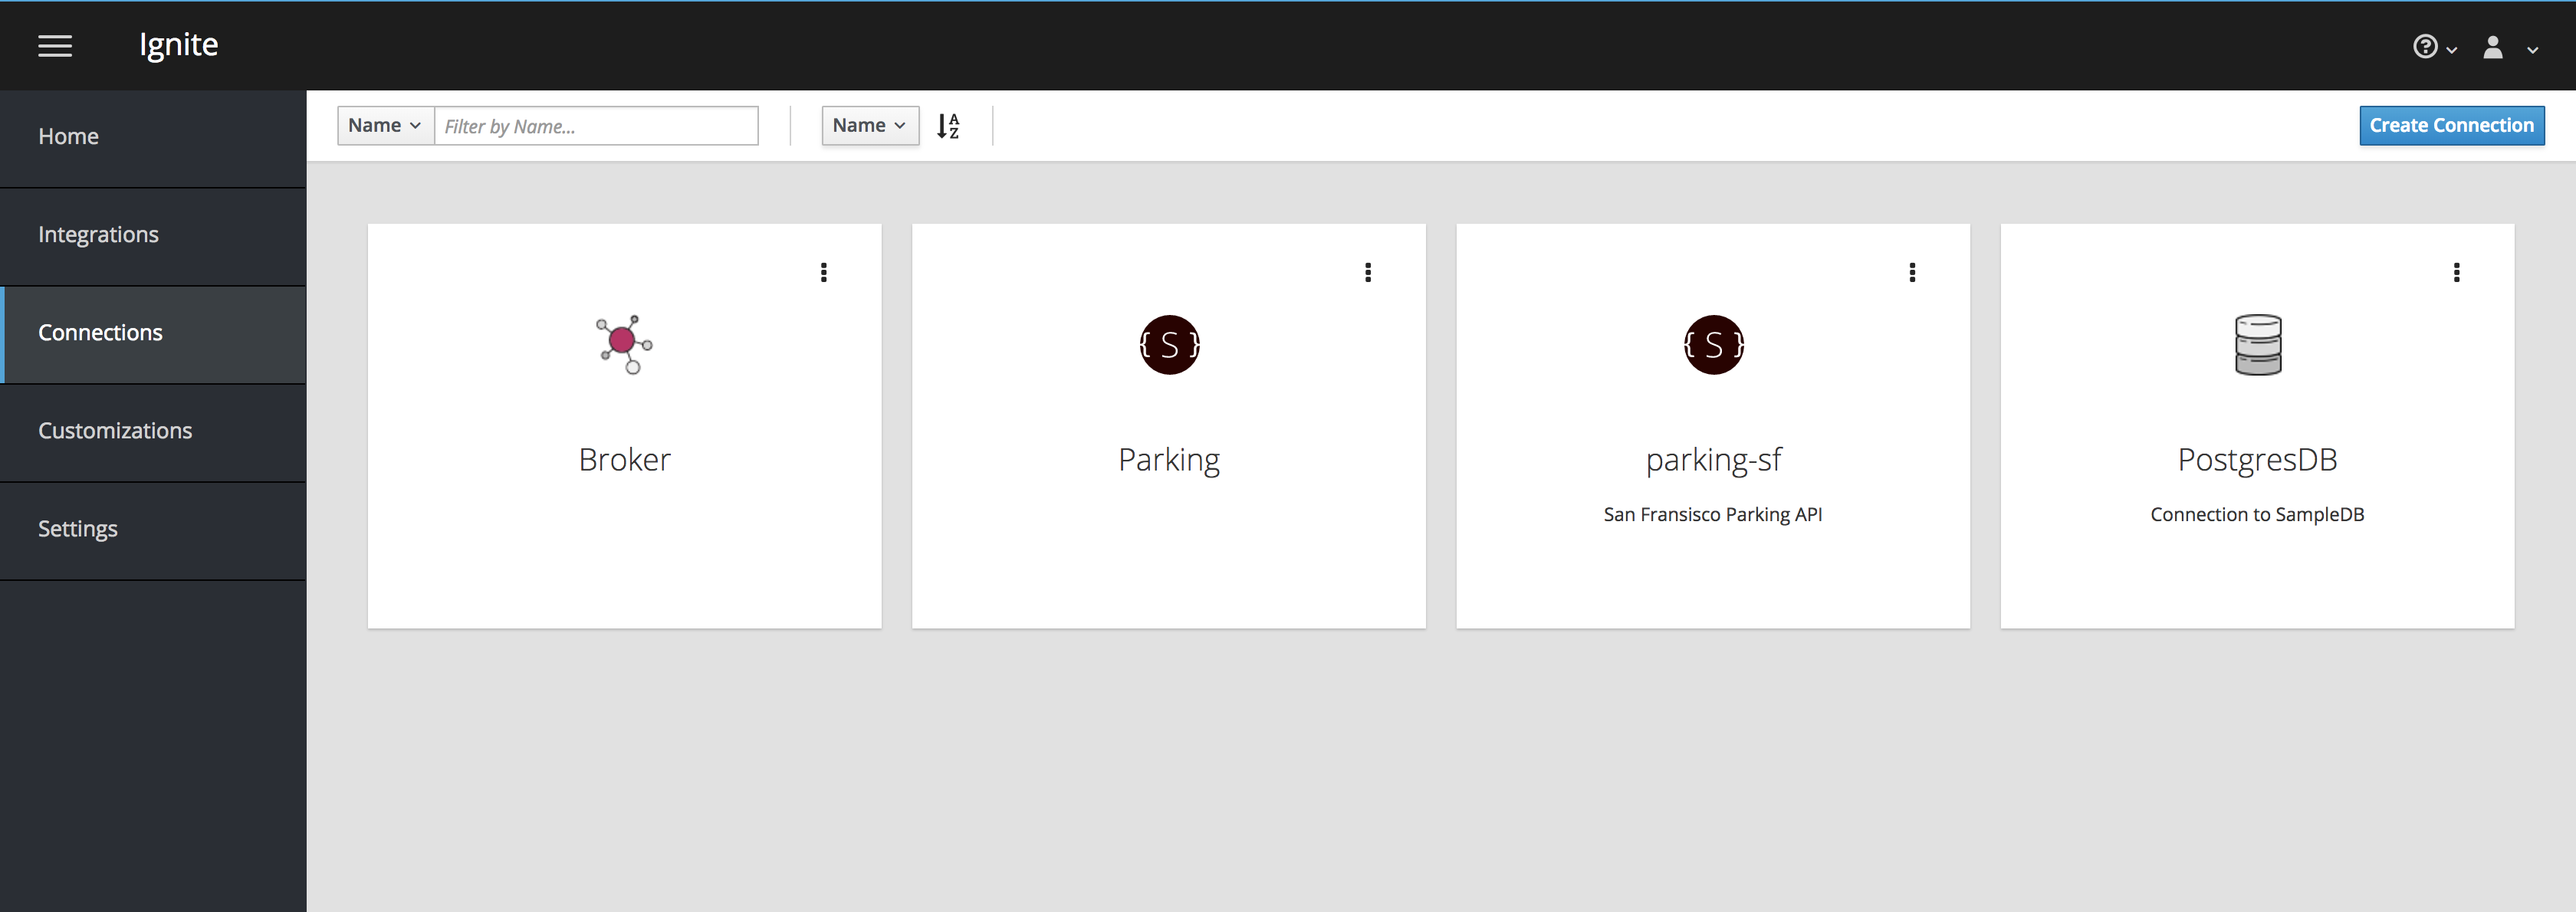 Ignite
Home
Integrations
Connections
Customizations
Settings
Name
Filter by Name...
Name
A
Z
Create Connection
Broker
{ S }
Parking
{ S }
parking-sf
San Fransisco Parking API
PostgresDB
Connection to SampleDB